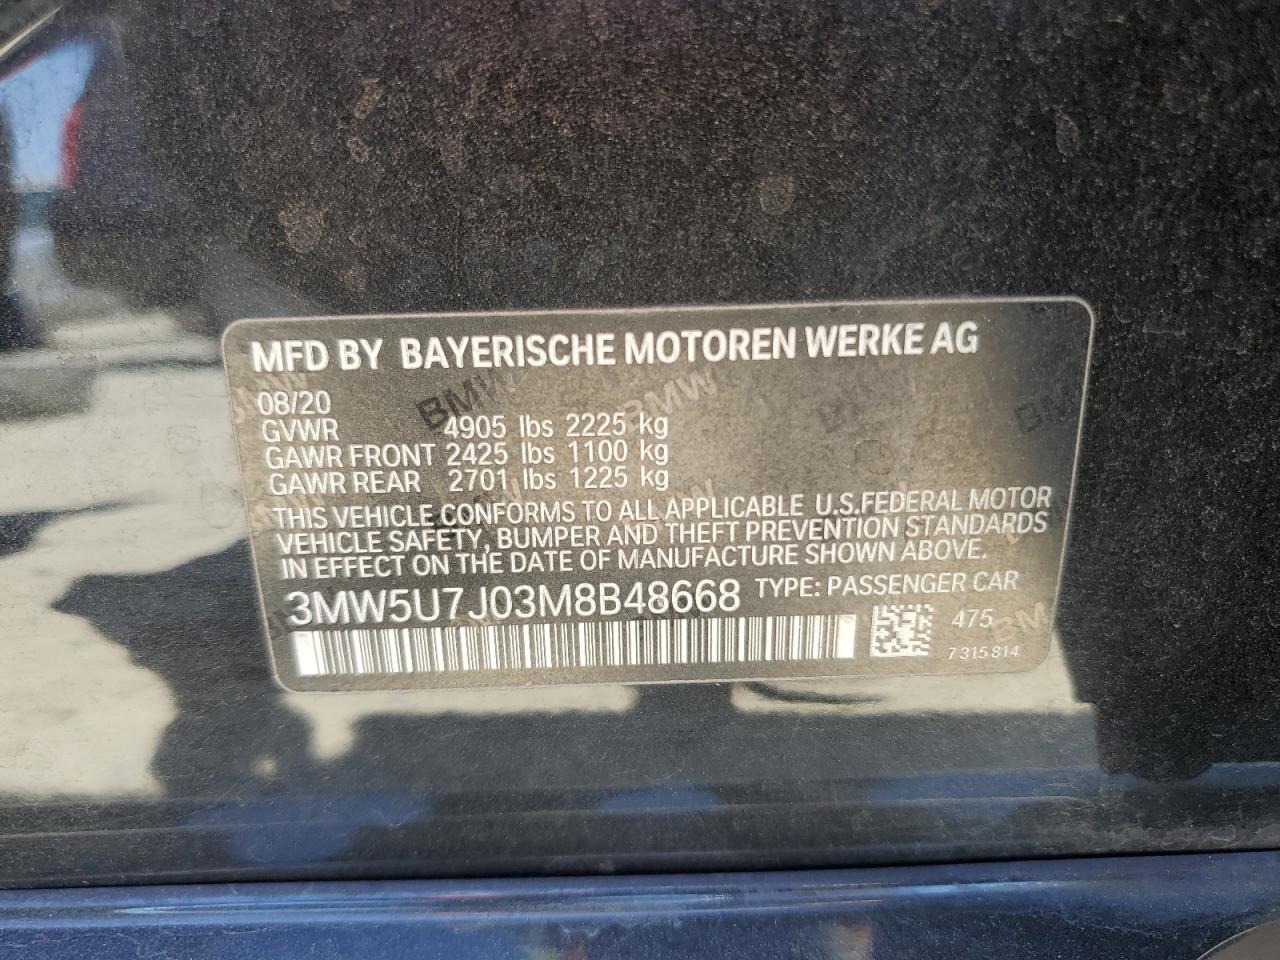 MFD BY BAYERISCHE MOTOREN WERKE AG
08/20
GVWR 4905 lbs 2225 kg
GAWR FRONT 2425 lbs 1100 kg
GAWR REAR 2701 lbs 1225 kg
THIS VEHICLE CONFORMS TO ALL APPLICABLE U.S.FEDERAL MOTOR
VEHICLE SAFETY, BUMPER AND THEFT PREVENTION STANDARDS
IN EFFECT ON THE DATE OF MANUFACTURE SHOWN ABOVE.
3MW5U7J03M8B48668 TYPE: PASSENGER CAR
475
7315814